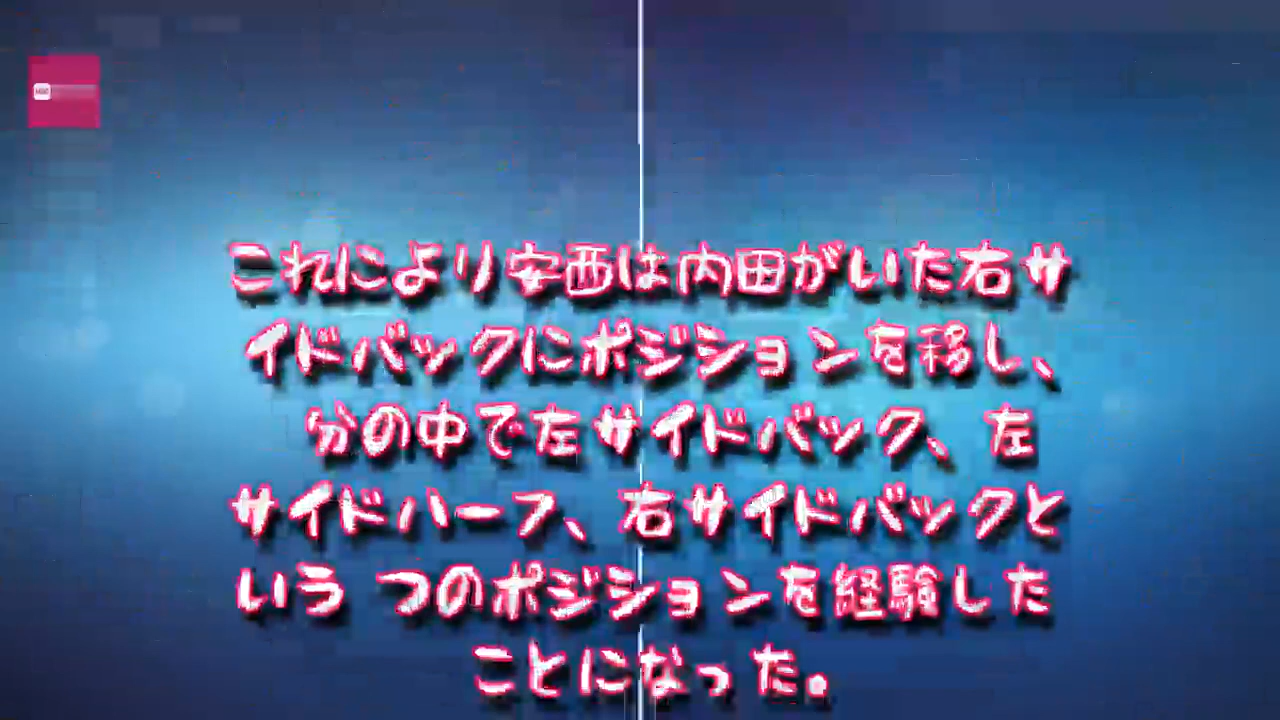 これにより安西は内田がいた右サ
イドバックにポジションを移し、
分の中で左サイドバック、左
サイドハーフ、右サイドバックと
いう つのポジションを経験した
ことになった。